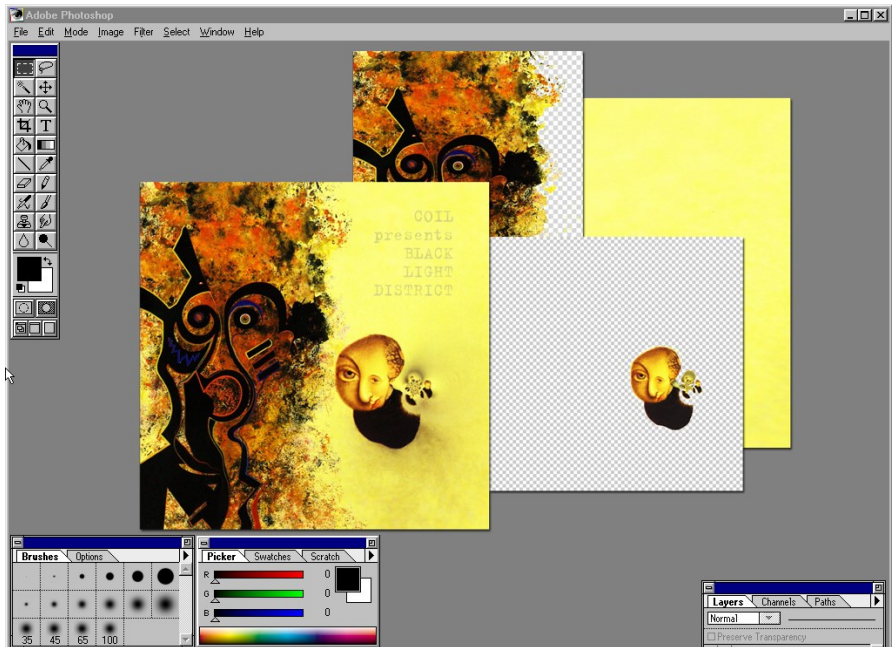 Adobe Photoshop
File Edit Mode Image Filter Select Window Help
T
COIL
presents
BLACK
LIGHT
DISTRICT
Brushes Options
35 45 65 100
Picker Swatches Scratch
R 0
G 0
B 0
Layers Channels Paths
Normal
Preserve Transparency